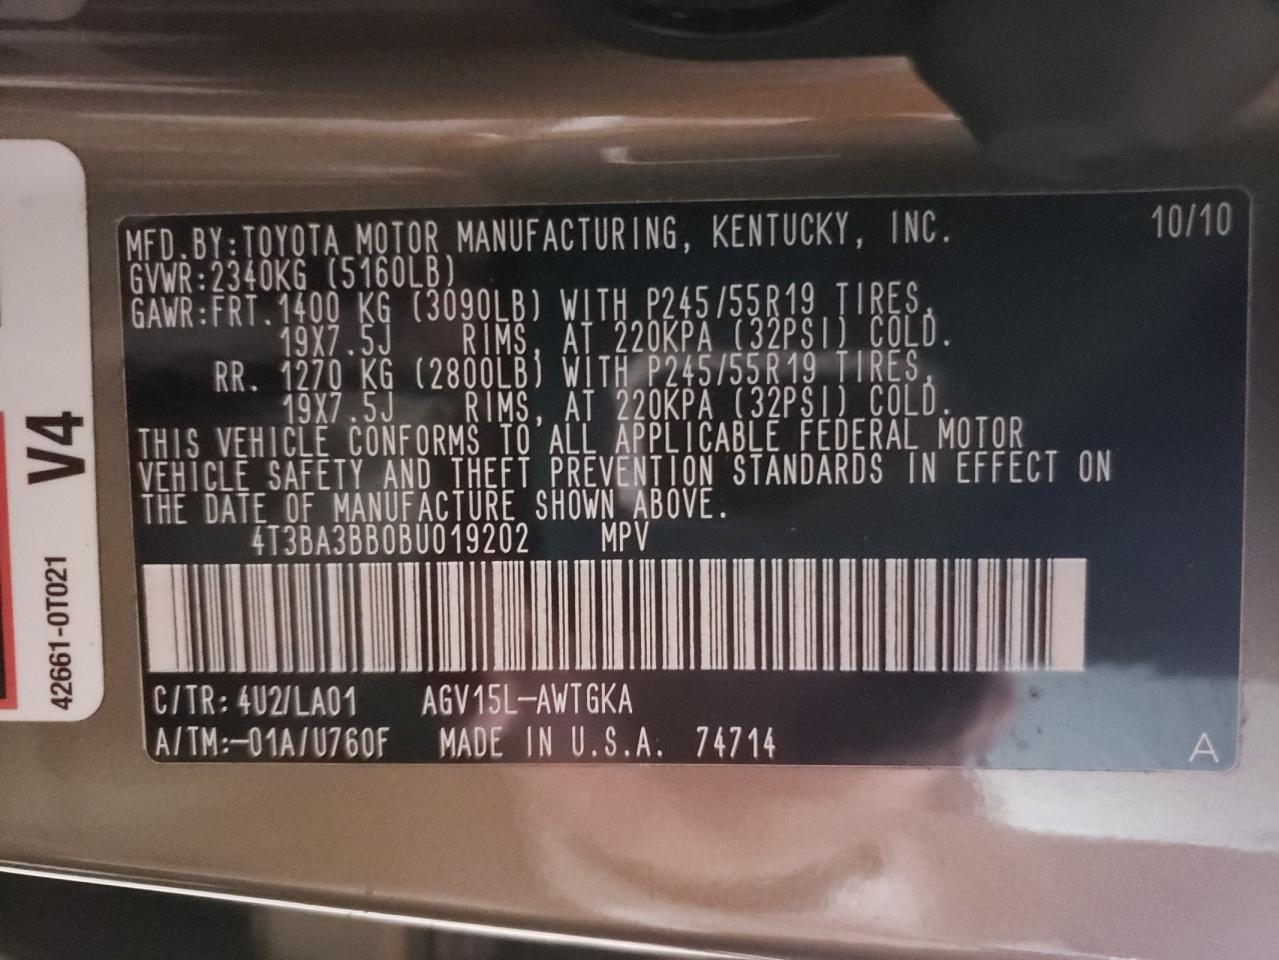 MFD.BY:TOYOTA MOTOR MANUFACTURING, KENTUCKY, INC. 10/10
GVWR:2340KG (5160LB)
GAWR:FRT.1400 KG (3090LB) WITH P245/55R19 TIRES,
19X7.5J RIMS, AT 220KPA (32PSI) COLD.
RR. 1270 KG (2800LB) WITH P245/55R19 TIRES,
19X7.5J RIMS, AT 220KPA (32PSI) COLD.
THIS VEHICLE CONFORMS TO ALL APPLICABLE FEDERAL MOTOR
VEHICLE SAFETY AND THEFT PREVENTION STANDARDS IN EFFECT ON
THE DATE OF MANUFACTURE SHOWN ABOVE.
4T3BA3BB0BU019202 MPV
C/TR: 4U2/LA01 AGV15L-AWTGKA
A/TM:-01A/U760F MADE IN U.S.A. 74714
A
V4
42661-0T021